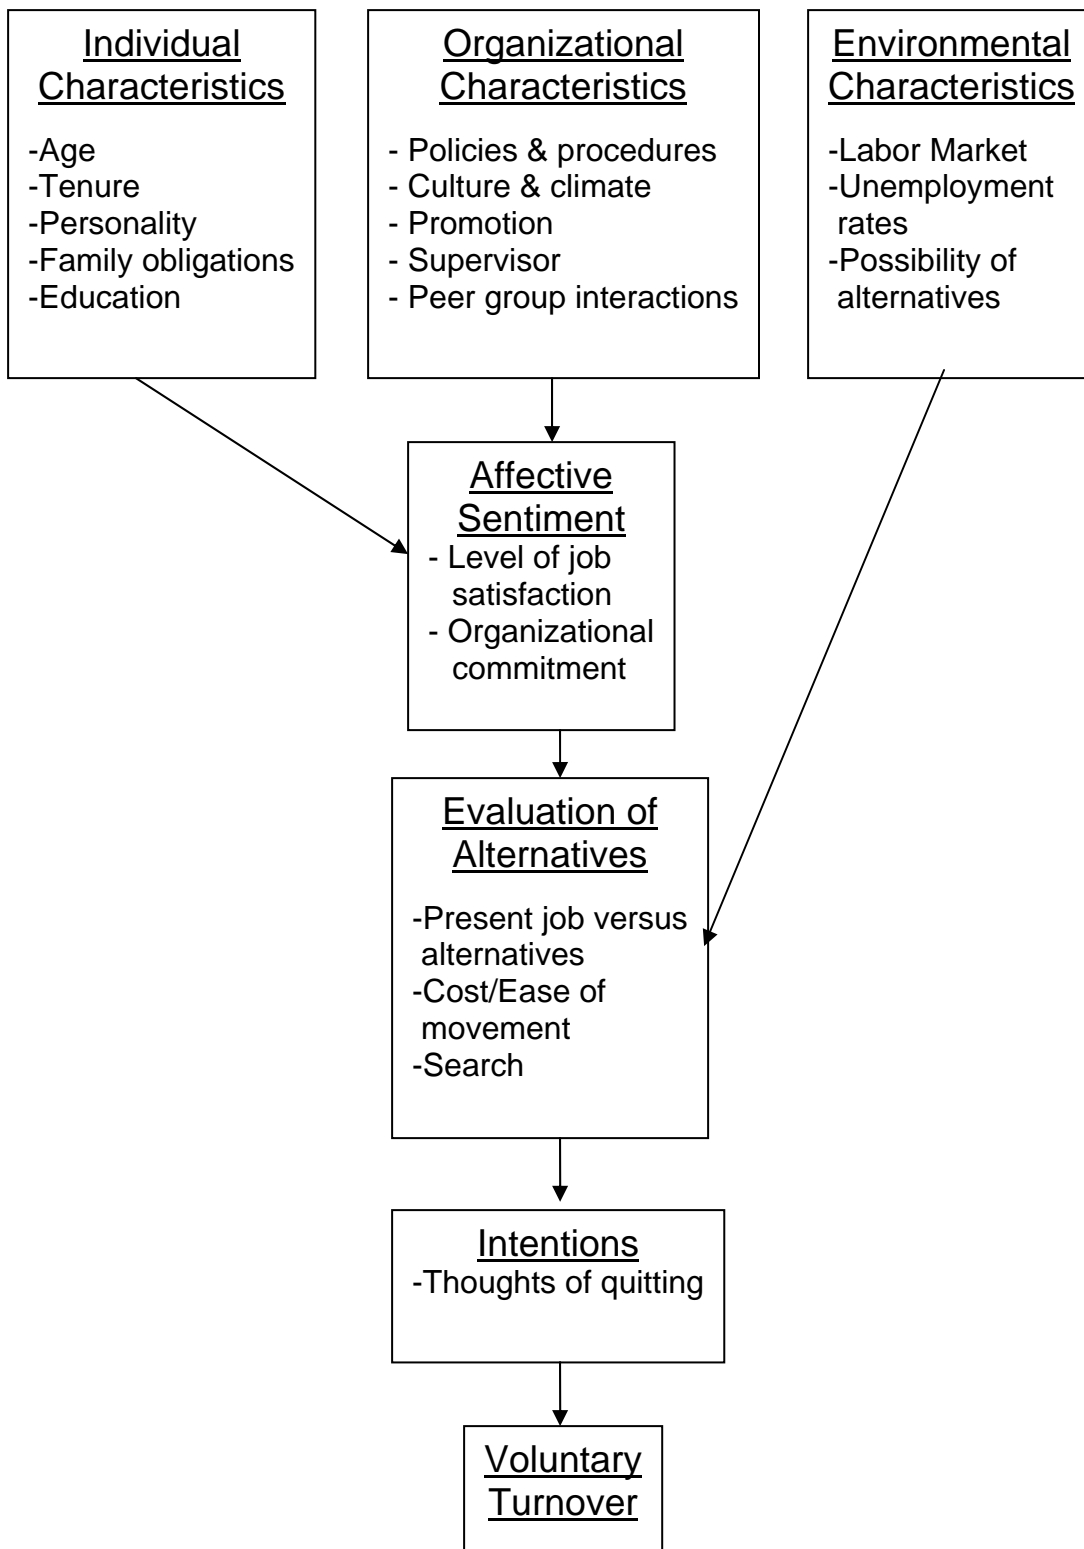 Individual
Characteristics
-Age
-Tenure
-Personality
-Family obligations
-Education
Organizational
Characteristics
- Policies & procedures
- Culture & climate
- Promotion
- Supervisor
- Peer group interactions
Environmental
Characteristics
-Labor Market
-Unemployment
rates
-Possibility of
alternatives
Affective
Sentiment
- Level of job
satisfaction
- Organizational
commitment
Evaluation of
Alternatives
-Present job versus
alternatives
-Cost/Ease of
movement
-Search
Intentions
-Thoughts of quitting
Voluntary
Turnover